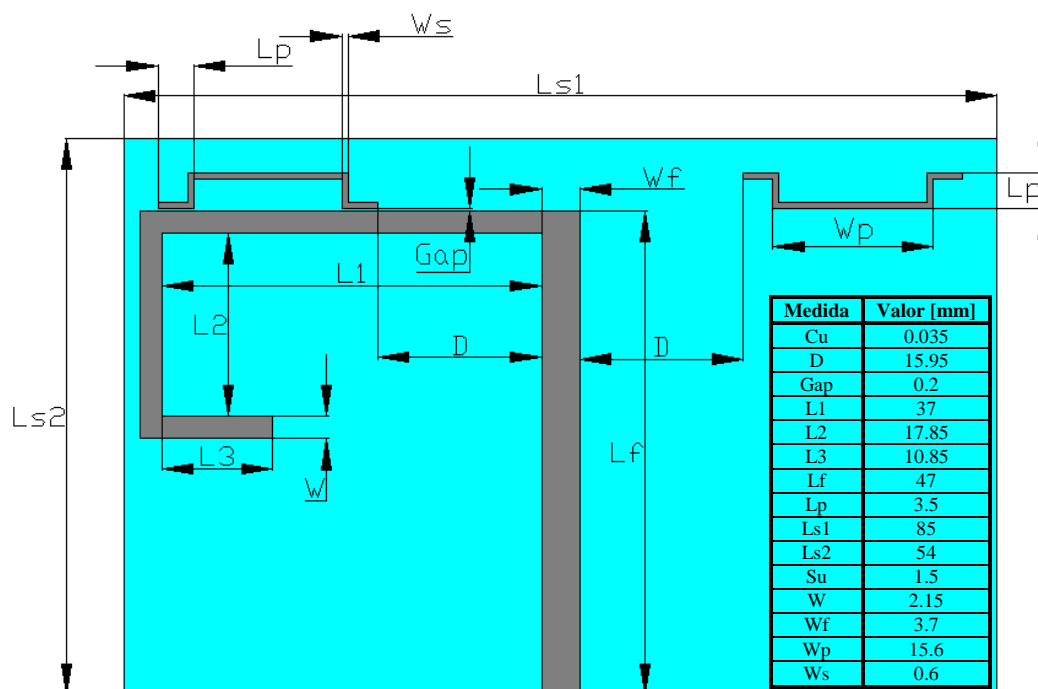 Ws
Lp
Ls1
Wf
Lp
Wp
Gap
L1
L2
D
D
Ls2
L3
W
Lf
Medida Valor [mm]
Cu 0.035
D 15.95
Gap 0.2
L1 37
L2 17.85
L3 10.85
Lf 47
Lp 3.5
Ls1 85
Ls2 54
Su 1.5
W 2.15
Wf 3.7
Wp 15.6
Ws 0.6